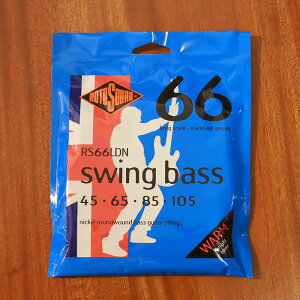 ROTOSOUND
66
long scale - standard gauge
RS66LDN
swing bass
45 • 65 • 85 • 105
nickel roundwound bass guitar strings
WARM